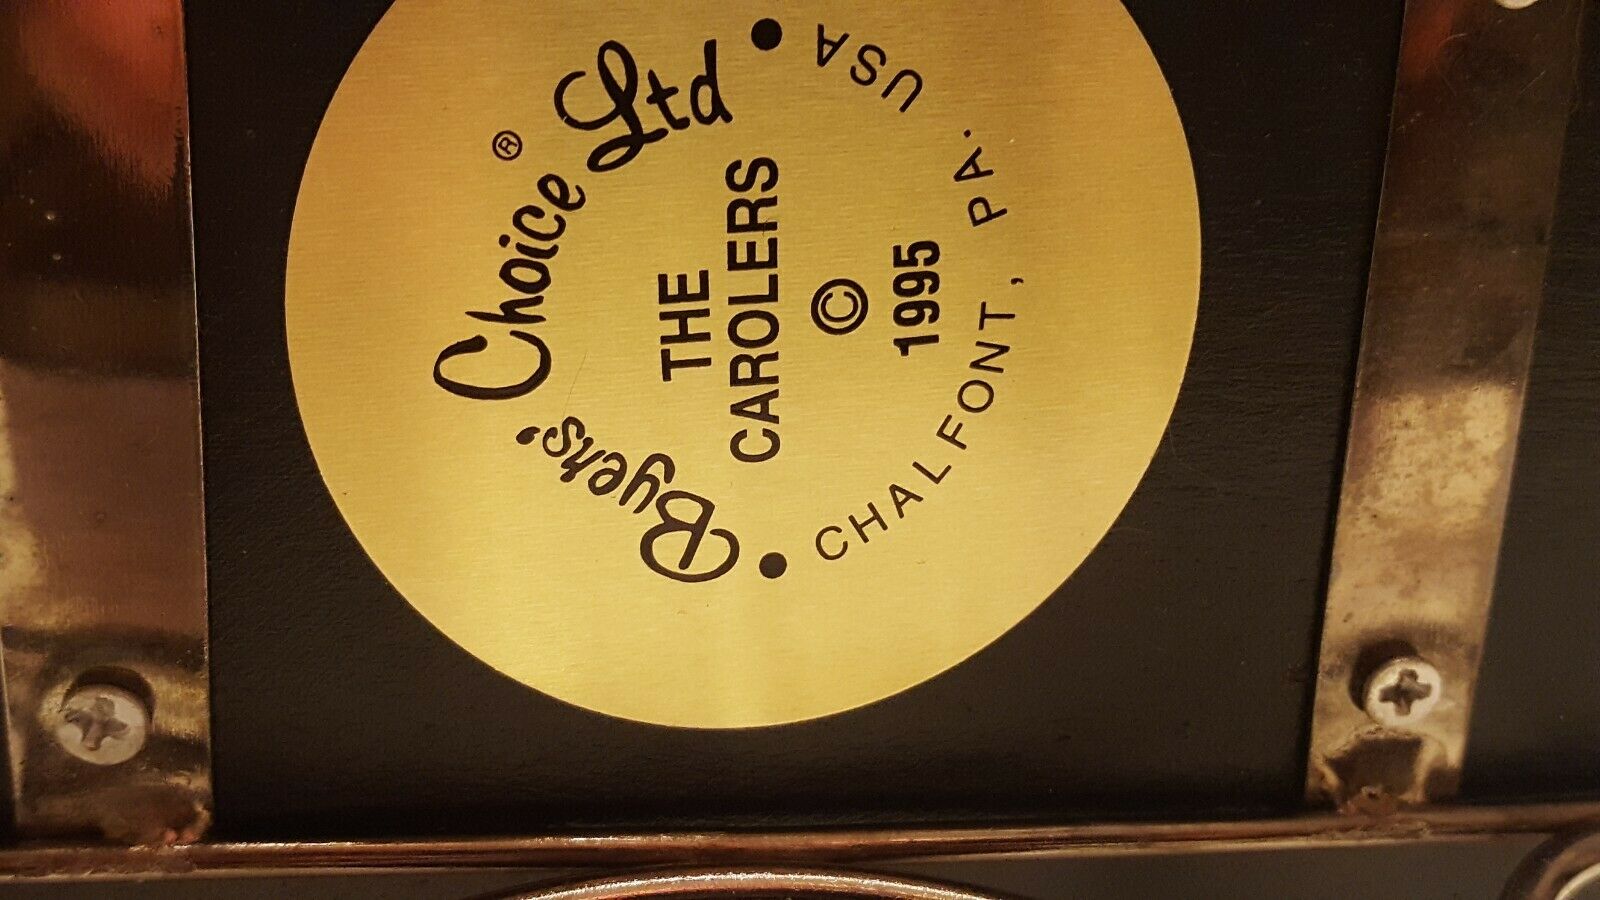 Byers' Choice® Ltd
THE
CAROLERS
©
1995
CHALFONT, PA. USA